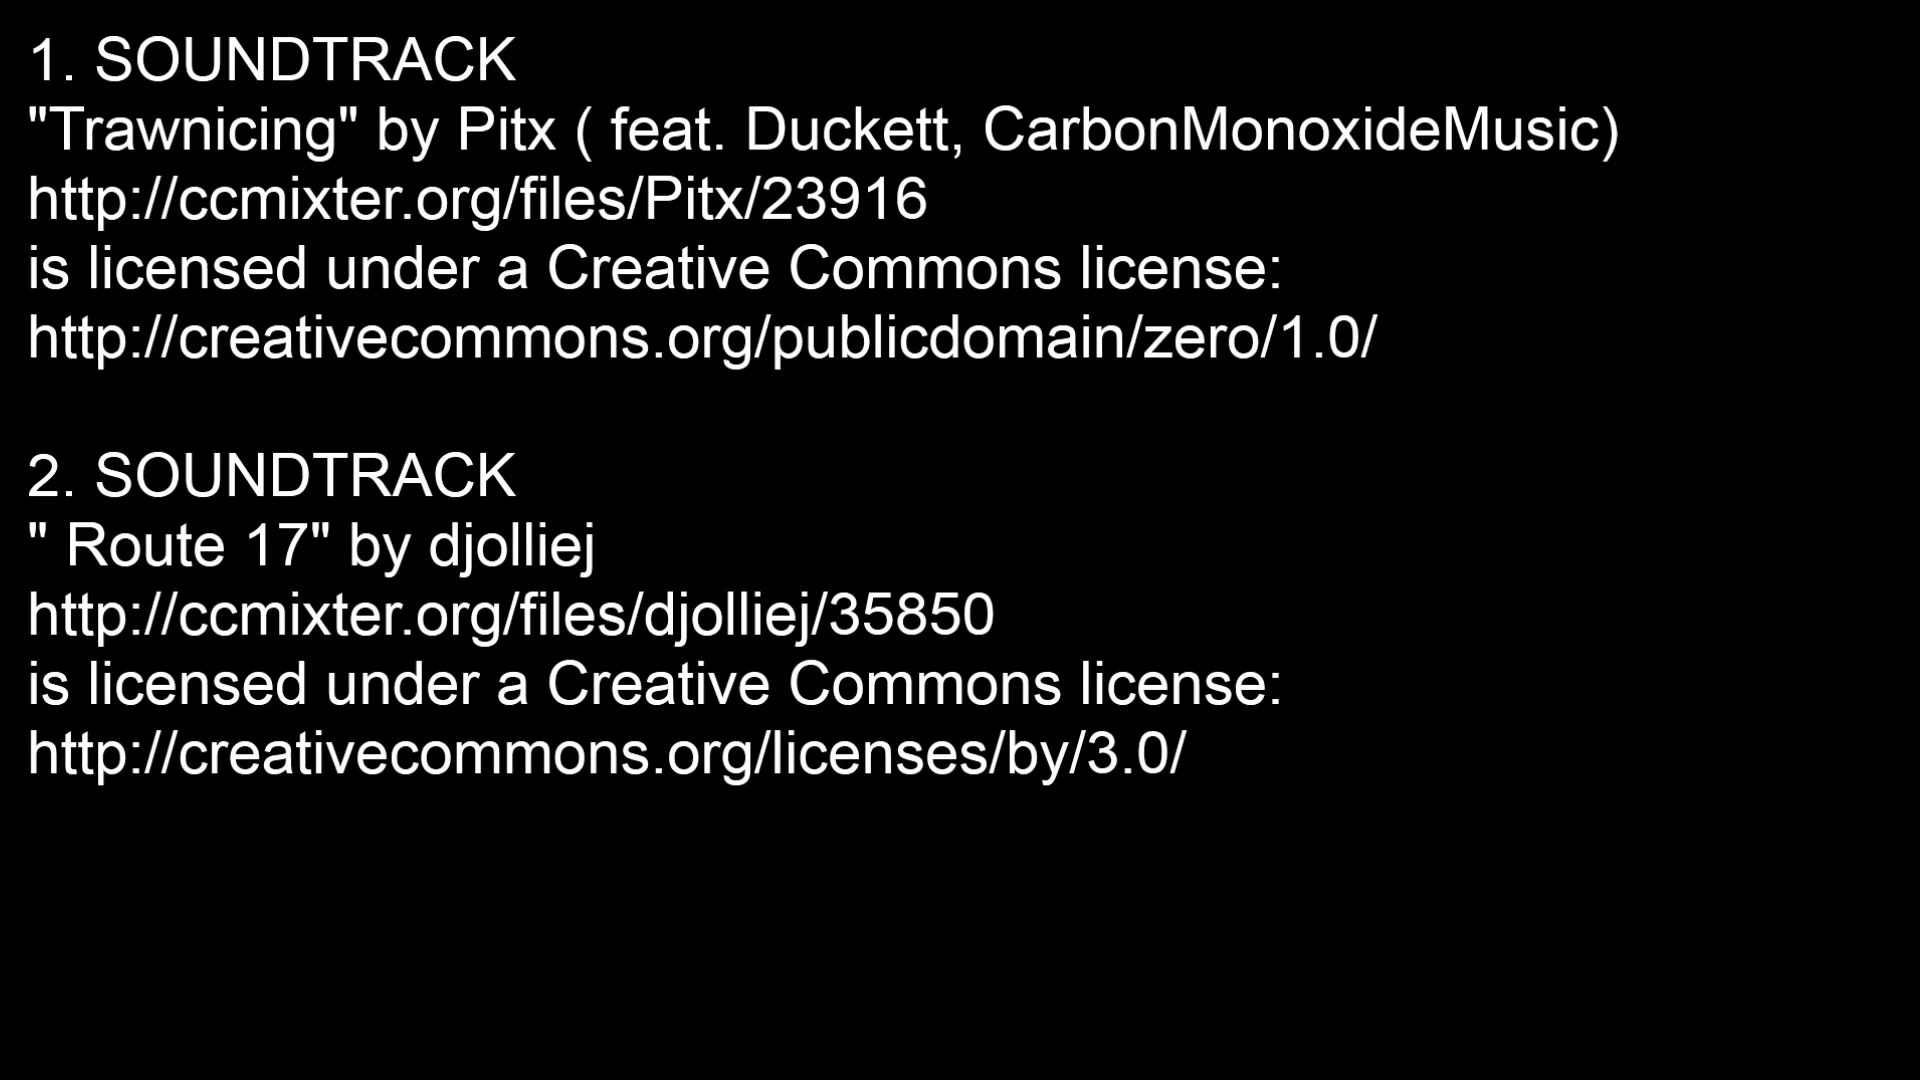 1. SOUNDTRACK
"Trawnicing" by Pitx ( feat. Duckett, CarbonMonoxideMusic)
http://ccmixter.org/files/Pitx/23916
is licensed under a Creative Commons license:
http://creativecommons.org/publicdomain/zero/1.0/
2. SOUNDTRACK
" Route 17" by djolliej
http://ccmixter.org/files/djolliej/35850
is licensed under a Creative Commons license:
http://creativecommons.org/licenses/by/3.0/